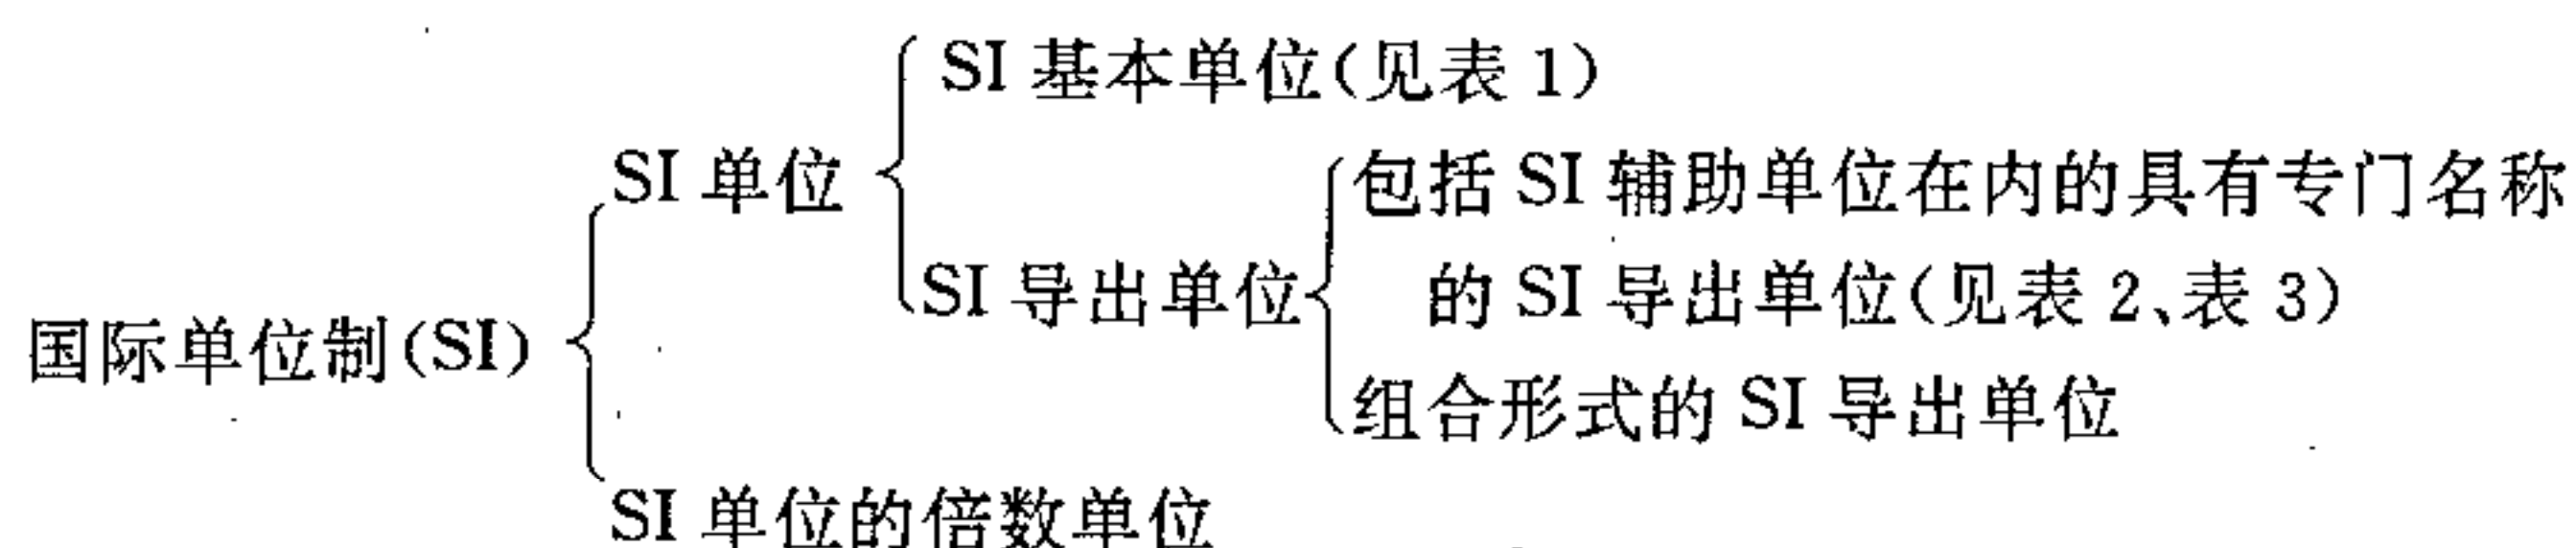 SI 基本单位(见表 1)
SI 单位
包括 SI 辅助单位在内的具有专门名称
SI 导出单位
的 SI 导出单位(见表 2、表 3)
国际单位制(SI)
组合形式的 SI 导出单位
SI 单位的倍数单位